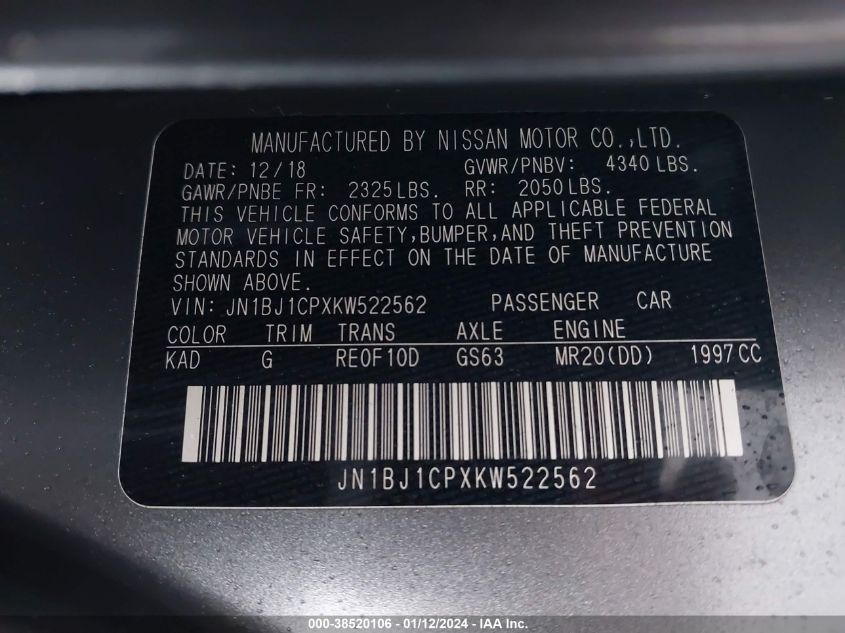 MANUFACTURED BY NISSAN MOTOR CO.,LTD.
DATE: 12/18 GVWR/PNBV: 4340 LBS.
GAWR/PNBE FR: 2325 LBS. RR: 2050 LBS.
THIS VEHICLE CONFORMS TO ALL APPLICABLE FEDERAL
MOTOR VEHICLE SAFETY,BUMPER,AND THEFT PREVENTION
STANDARDS IN EFFECT ON THE DATE OF MANUFACTURE
SHOWN ABOVE.
VIN: JN1BJ1CPXKW522562 PASSENGER CAR
COLOR TRIM TRANS AXLE ENGINE
KAD G RE0F10D GS63 MR20(DD) 1997CC
JN1BJ1CPXKW522562
000-38520106 - 01/12/2024 - IAA Inc.